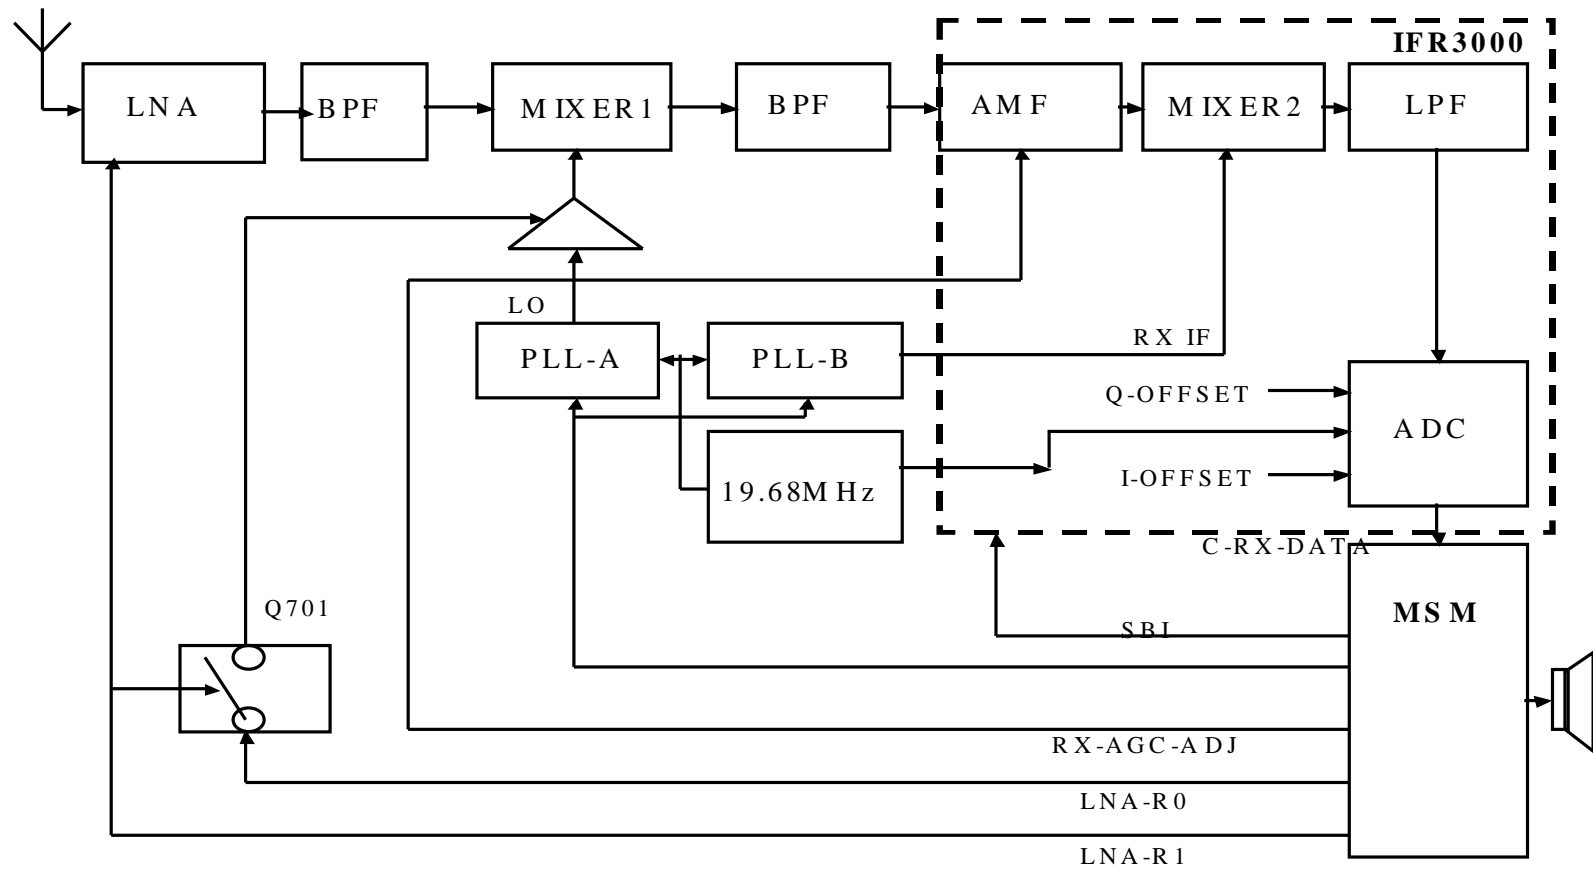 IFR3000
LNA
BPF
MIXER1
BPF
AMF
MIXER2
LPF
LO
PLL-A
PLL-B
RX IF
Q-OFFSET
ADC
I-OFFSET
19.68MHz
C-RX-DATA
Q701
MSM
SBI
RX-AGC-ADJ
LNA-R0
LNA-R1